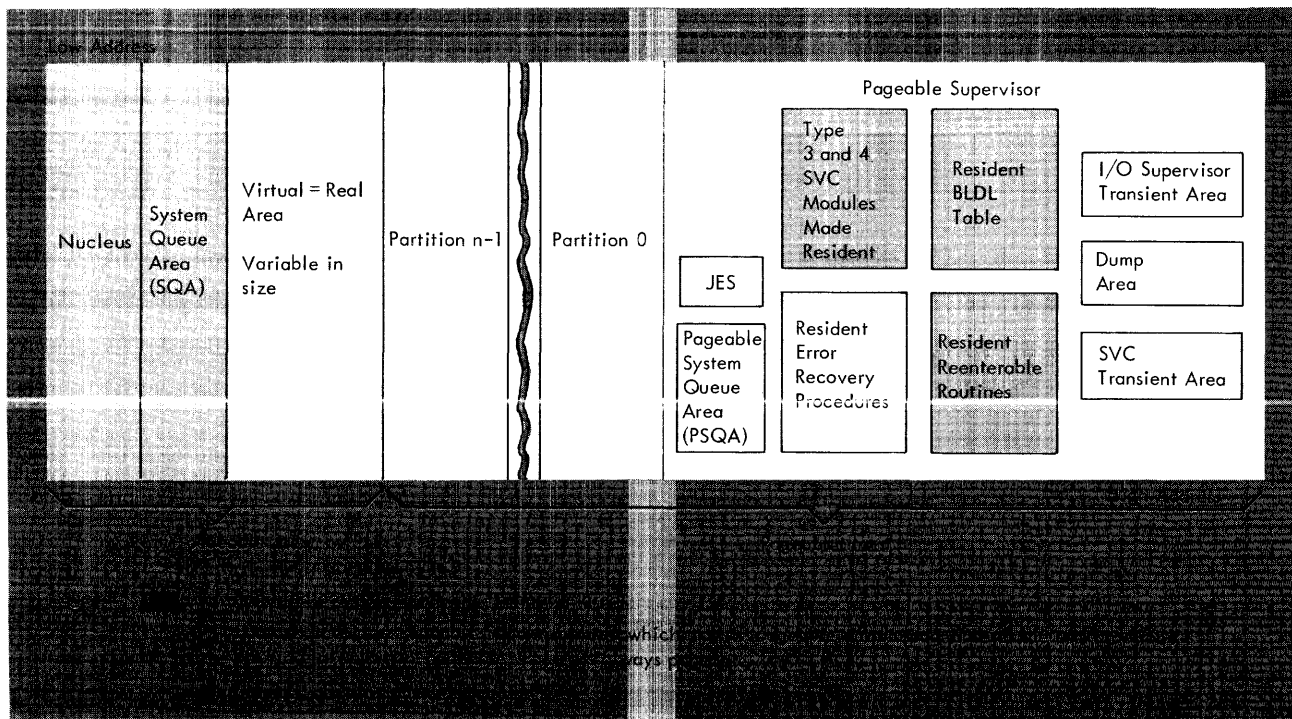 Low Address
Pageable Supervisor
Nucleus
System
Queue
Area
(SQA)
Virtual = Real
Area
Variable in
size
Partition n-1
Partition 0
JES
Pageable
System
Queue
Area
(PSQA)
Type
3 and 4
SVC
Modules
Made
Resident
Resident
Error
Recovery
Procedures
Resident
BLDL
Table
Resident
Reenterable
Routines
I/O Supervisor
Transient Area
Dump
Area
SVC
Transient Area
which